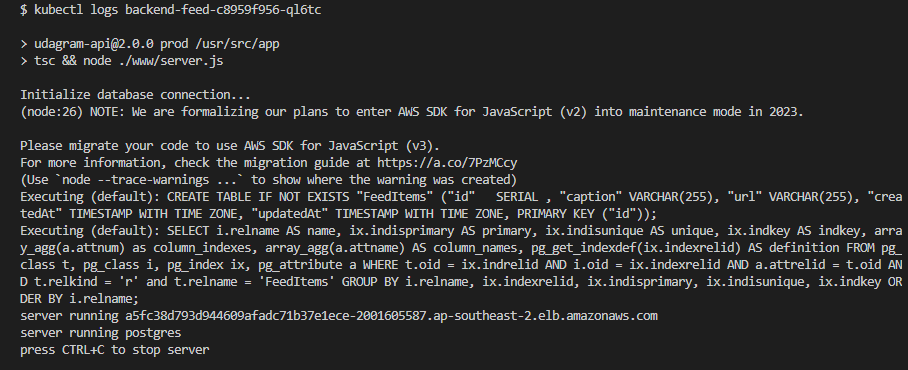 $ kubectl logs backend-feed-c8959f956-ql6tc
> udagram-api@2.0.0 prod /usr/src/app
> tsc && node ./www/server.js
Initialize database connection...
(node:26) NOTE: We are formalizing our plans to enter AWS SDK for JavaScript (v2) into maintenance mode in 2023.
Please migrate your code to use AWS SDK for JavaScript (v3).
For more information, check the migration guide at https://a.co/7PzMCcy
(Use `node --trace-warnings ...` to show where the warning was created)
Executing (default): CREATE TABLE IF NOT EXISTS "FeedItems" ("id"   SERIAL , "caption" VARCHAR(255), "url" VARCHAR(255), "crea
tedAt" TIMESTAMP WITH TIME ZONE, "updatedAt" TIMESTAMP WITH TIME ZONE, PRIMARY KEY ("id"));
Executing (default): SELECT i.relname AS name, ix.indisprimary AS primary, ix.indisunique AS unique, ix.indkey AS indkey, arra
y_agg(a.attnum) as column_indexes, array_agg(a.attname) AS column_names, pg_get_indexdef(ix.indexrelid) AS definition FROM pg_
class t, pg_class i, pg_index ix, pg_attribute a WHERE t.oid = ix.indrelid AND i.oid = ix.indexrelid AND a.attrelid = t.oid AN
D t.relkind = 'r' and t.relname = 'FeedItems' GROUP BY i.relname, ix.indexrelid, ix.indisprimary, ix.indisunique, ix.indkey OR
DER BY i.relname;
server running a5fc38d793d944609afadc71b37e1ece-2001605587.ap-southeast-2.elb.amazonaws.com
server running postgres
press CTRL+C to stop server